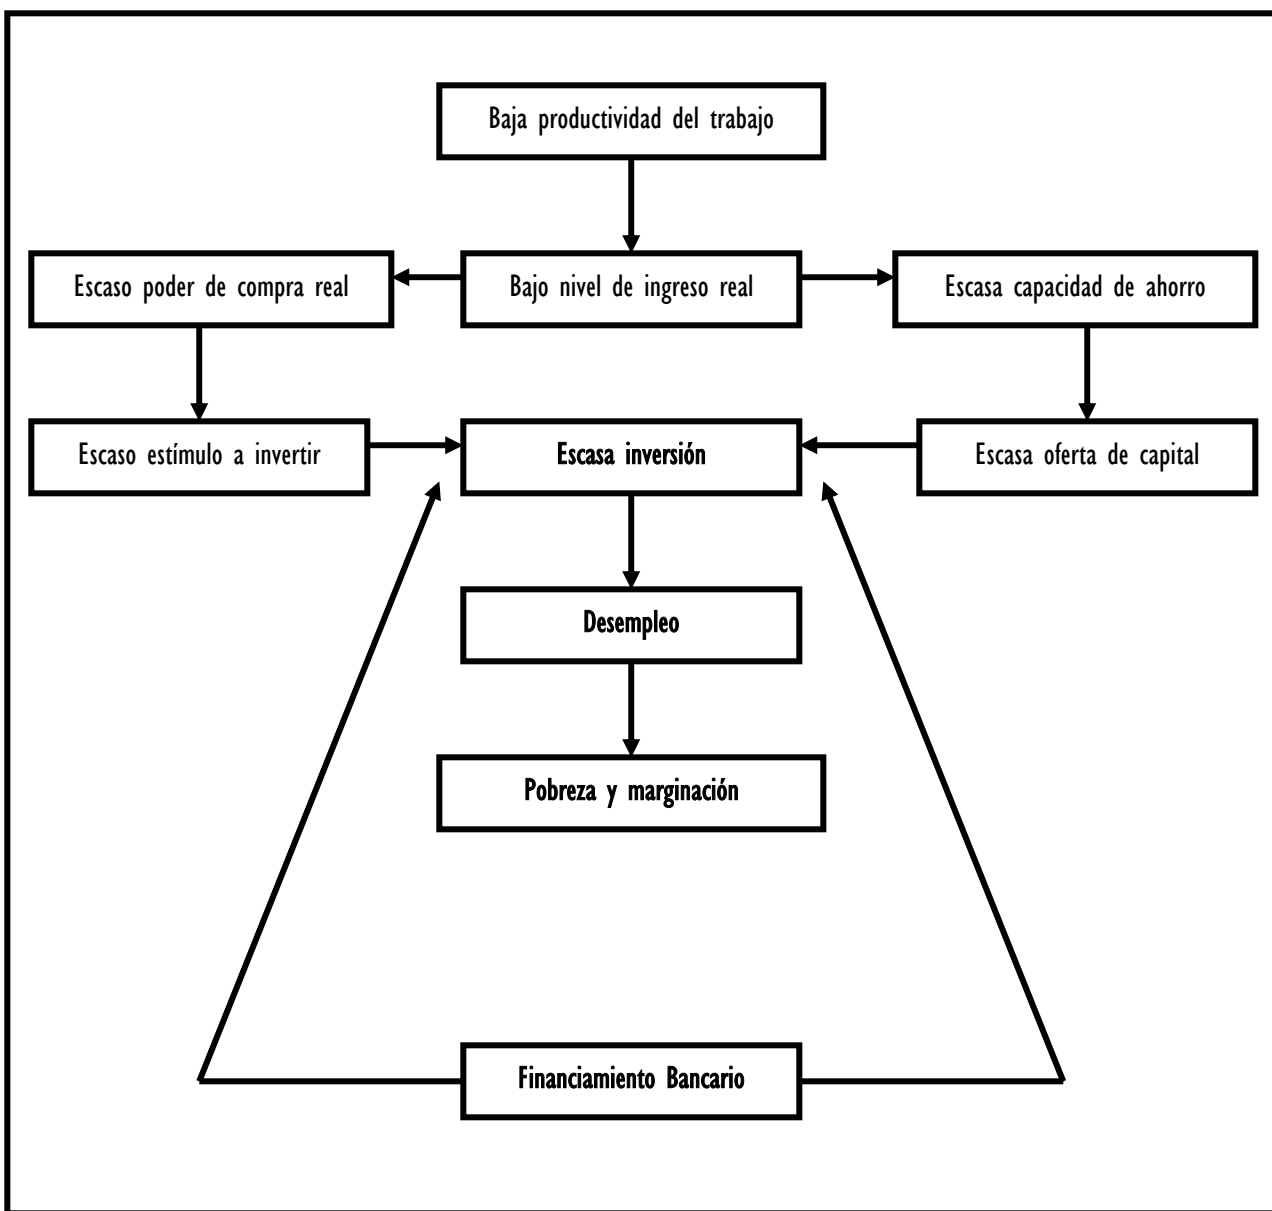 Baja productividad del trabajo
Escaso poder de compra real
Bajo nivel de ingreso real
Escasa capacidad de ahorro
Escaso estímulo a invertir
Escasa inversión
Escasa oferta de capital
Desempleo
Pobreza y marginación
Financiamiento Bancario